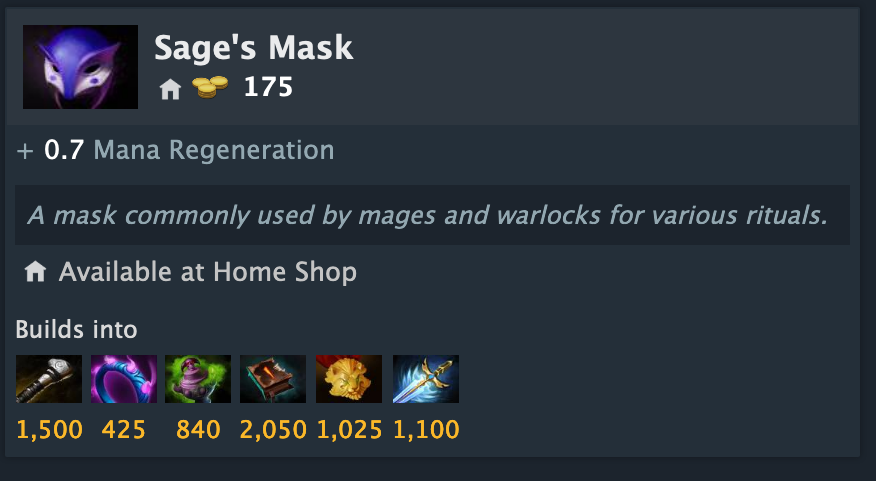 Sage's Mask
175
+ 0.7 Mana Regeneration
A mask commonly used by mages and warlocks for various rituals.
Available at Home Shop
Builds into
1,500 425 840 2,050 1,025 1,100